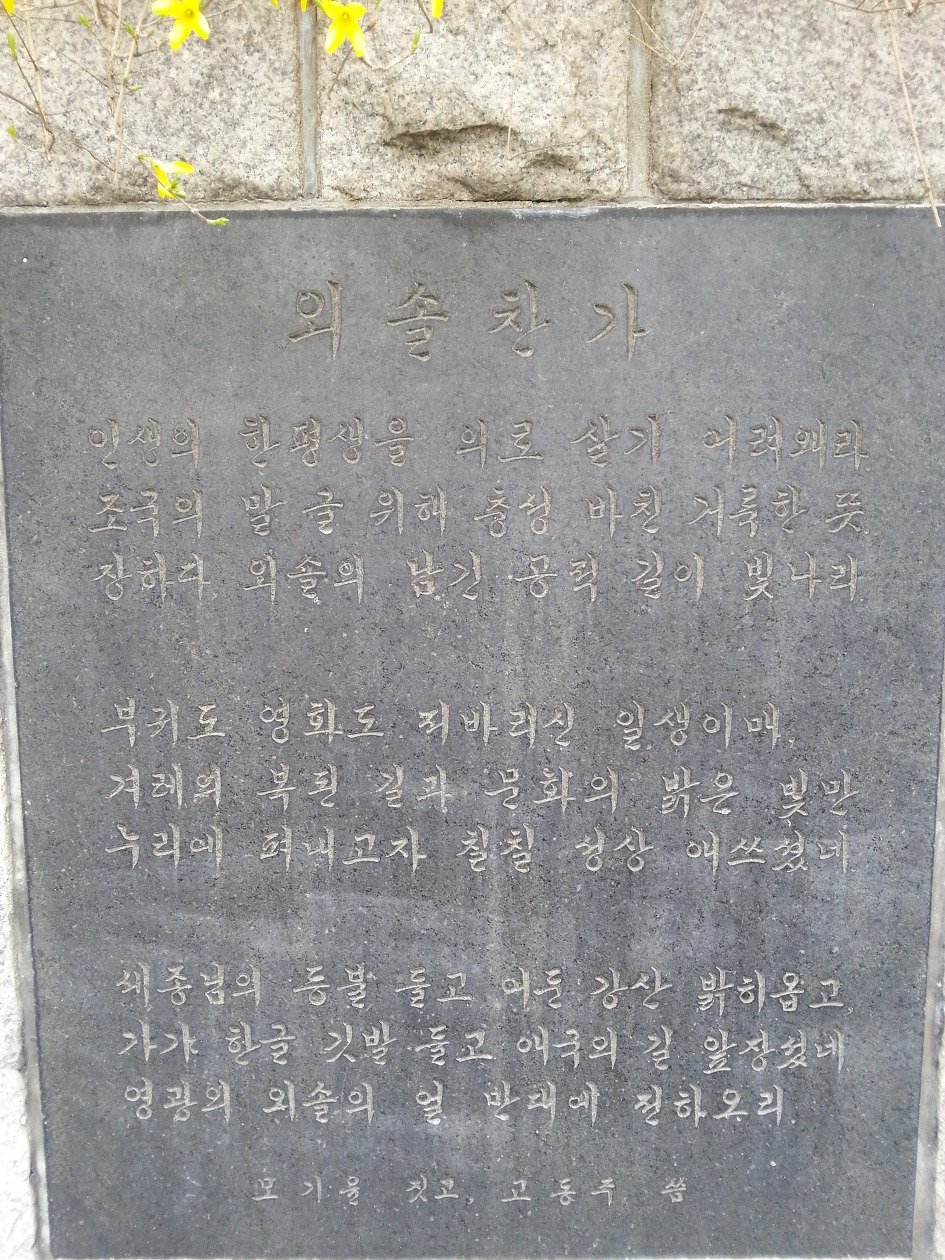 외솔찬가
인생의 한평생을 의로 살기 어려왜라
조국의 말 글 위해 충성 바친 거룩한 뜻
장하다 외솔의 남긴 공적 길이 빛나리
부귀도 영화도 저바리신 일생이매,
겨레의 복된 길과 문화의 밝은 빛만
누리에 펴내고자 칠칠 성상 애쓰셨네
세종님의 등불 들고 어둔 강산 밝히옵고,
가갸 한글 깃발 들고 애국의 길 앞장섰네
영광의 외솔의 얼 만대에 전하오리
모기윤 짓고, 고동주 씀